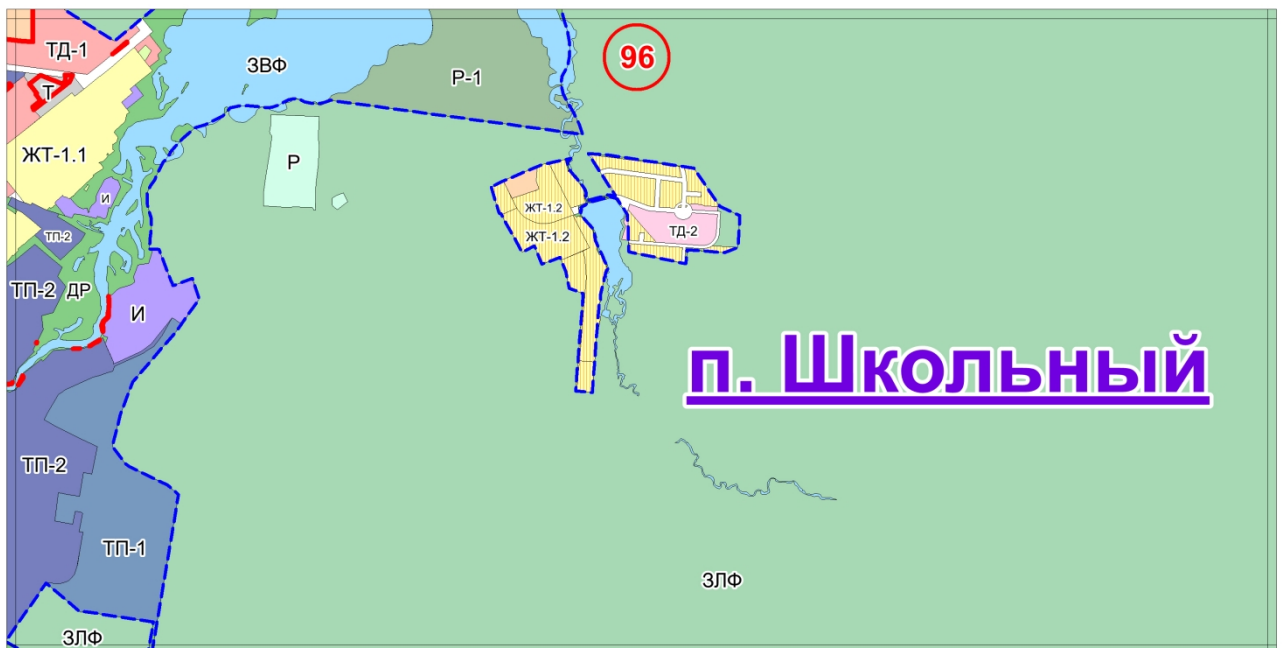 96
ТД-1
ЗВФ
Р-1
Т
ЖТ-1.1
Р
И
ЖТ-1.2
ТП-2
ЖТ-1.2
ТД-2
ТП-2
ДР
И
п. Школьный
ТП-2
ТП-1
ЗЛФ
ЗЛФ